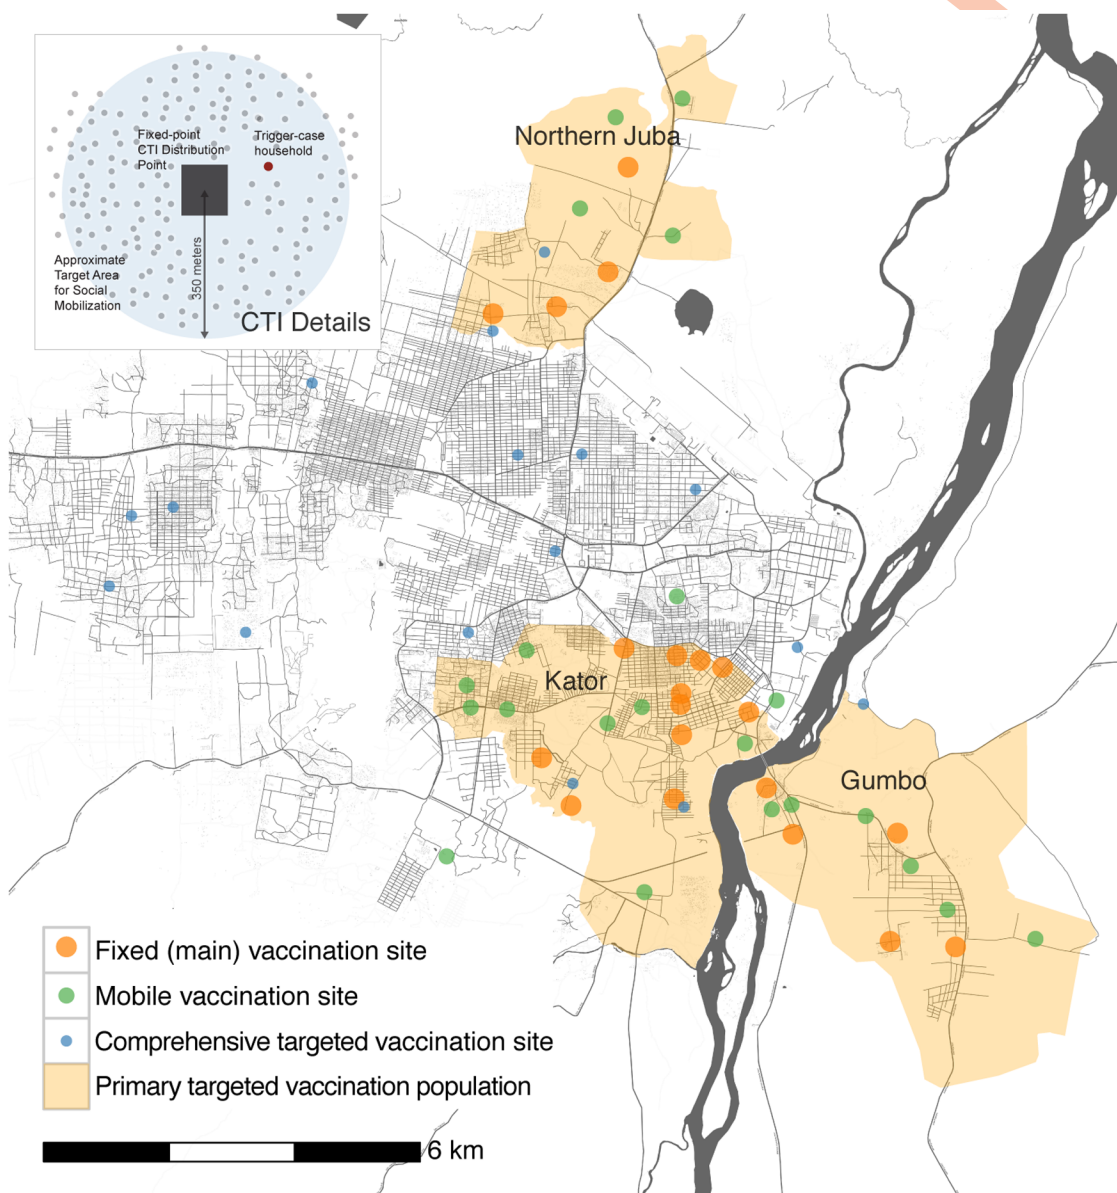 Fixed-point
CTI Distribution
Point
Trigger-case
household
350 meters
Approximate
Target Area
for Social
Mobilization
CTI Details
Northern Juba
Kator
Gumbo
Fixed (main) vaccination site
Mobile vaccination site
Comprehensive targeted vaccination site
Primary targeted vaccination population
6 km